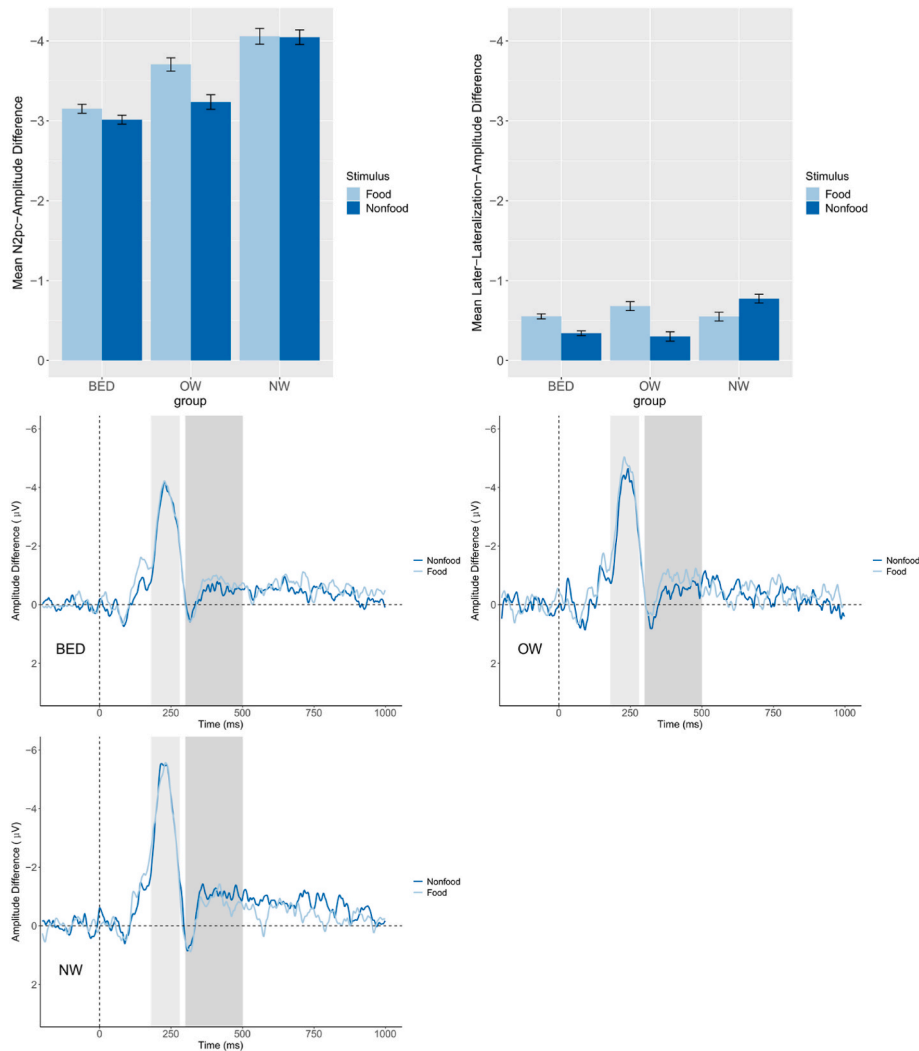 Mean N2pc−Amplitude Difference
−4
−3
−2
−1
0
BED
OW
NW
group
Stimulus
Food
Nonfood
Mean Later−Lateralization−Amplitude Difference
−4
−3
−2
−1
0
BED
OW
NW
group
Stimulus
Food
Nonfood
Amplitude Difference ( μV)
−6
−4
−2
0
2
BED
0
250
500
750
1000
Time (ms)
Nonfood
Food
Amplitude Difference ( μV)
−6
−4
−2
0
2
OW
0
250
500
750
1000
Time (ms)
Nonfood
Food
Amplitude Difference ( μV)
−6
−4
−2
0
2
NW
0
250
500
750
1000
Time (ms)
Nonfood
Food